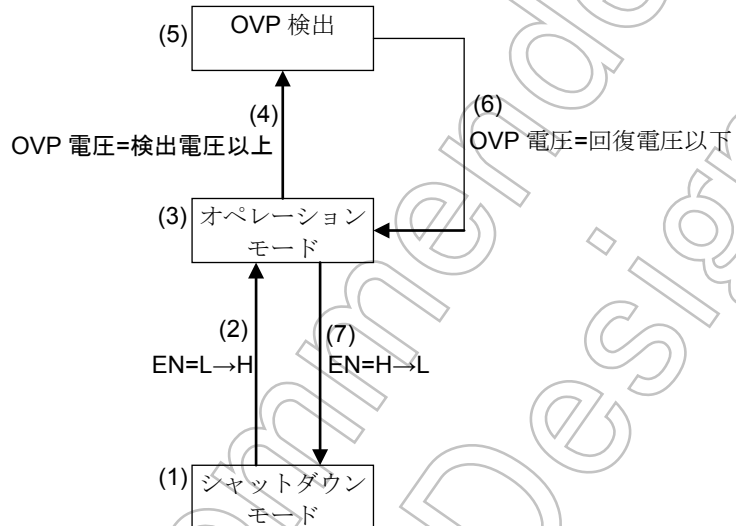 (5) OVP 検出
(4)
OVP 電圧=検出電圧以上
(6)
OVP 電圧=回復電圧以下
(3) オペレーション
モード
(2)
EN=L→H
(7)
EN=H→L
(1) シャットダウン
モード